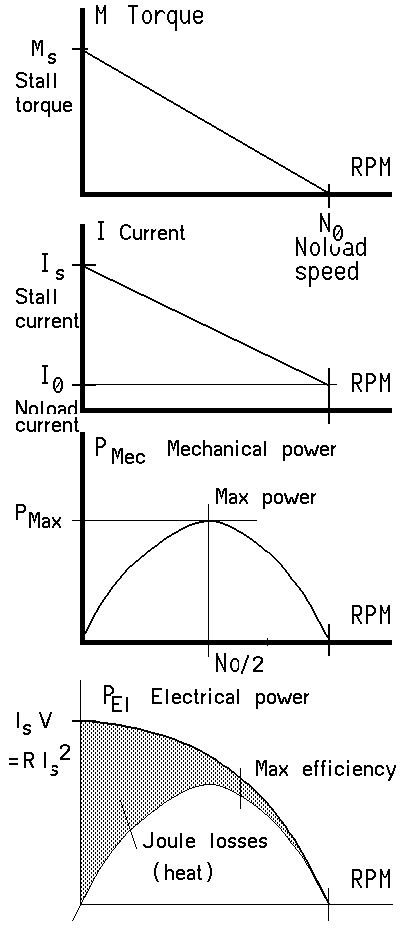 M Torque
Ms
Stall
torque
RPM
N0
Noload
speed
I Current
Is
Stall
current
I0
RPM
Noload
current
PMec Mechanical power
Max power
PMax
RPM
No/2
PEl Electrical power
Is V
=R Is2
Max efficiency
Joule losses
(heat)
RPM